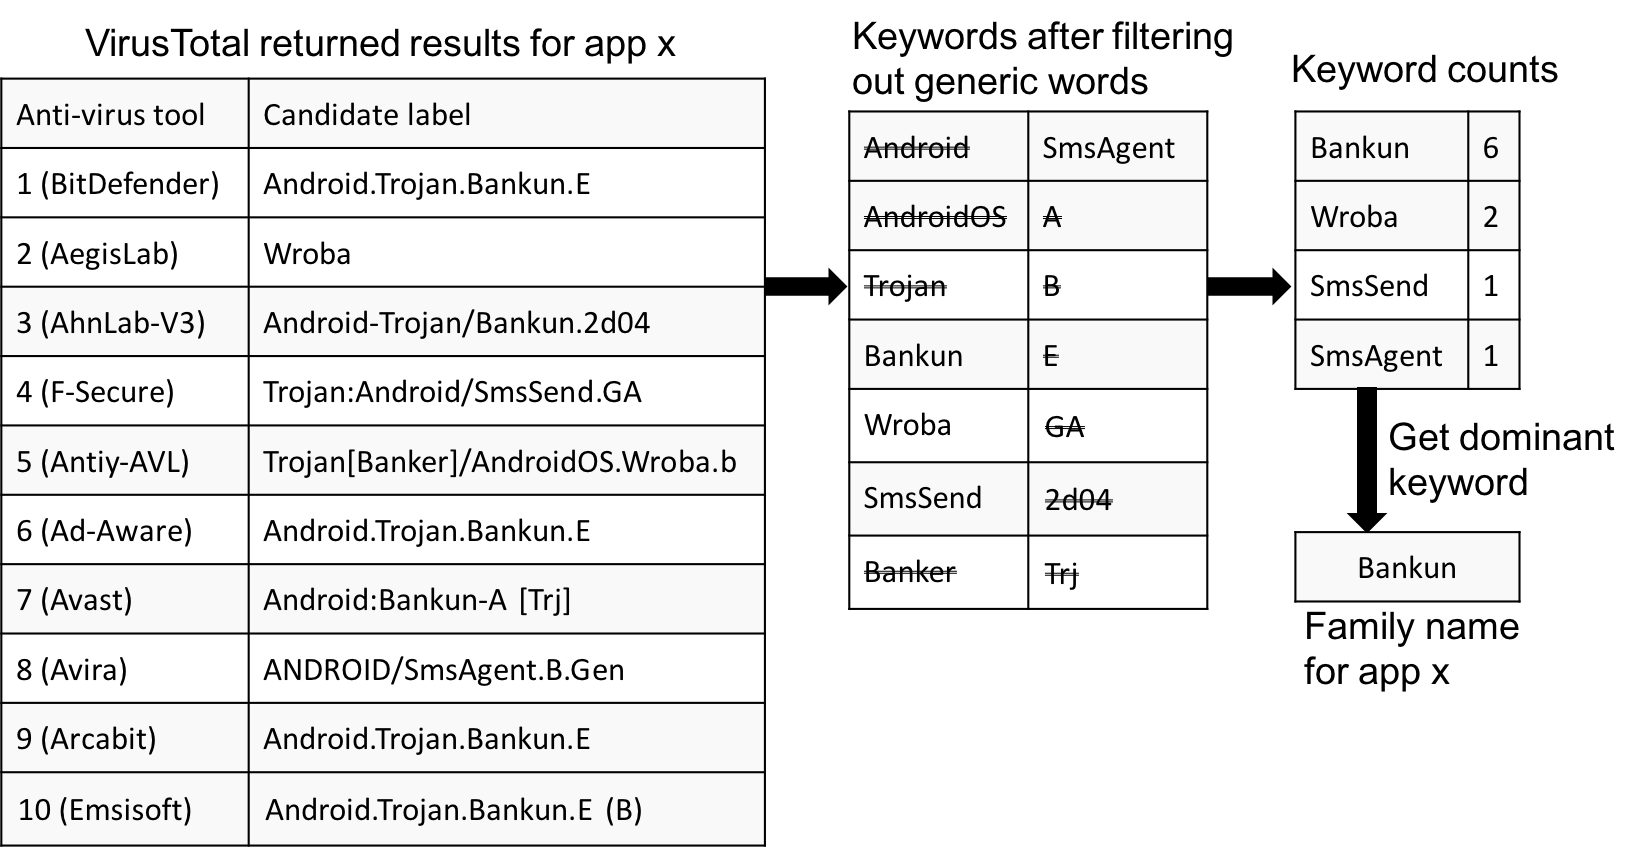 VirusTotal returned results for app x
Anti-virus tool Candidate label
1 (BitDefender) Android.Trojan.Bankun.E
2 (AegisLab) Wroba
3 (AhnLab-V3) Android-Trojan/Bankun.2d04
4 (F-Secure) Trojan:Android/SmsSend.GA
5 (Antiy-AVL) Trojan[Banker]/AndroidOS.Wroba.b
6 (Ad-Aware) Android.Trojan.Bankun.E
7 (Avast) Android:Bankun-A [Trj]
8 (Avira) ANDROID/SmsAgent.B.Gen
9 (Arcabit) Android.Trojan.Bankun.E
10 (Emsisoft) Android.Trojan.Bankun.E (B)
Keywords after filtering
out generic words
Android SmsAgent
AndroidOS A
Trojan B
Bankun E
Wroba GA
SmsSend 2d04
Banker Trj
Keyword counts
Bankun 6
Wroba 2
SmsSend 1
SmsAgent 1
Get dominant
keyword
Bankun
Family name
for app x